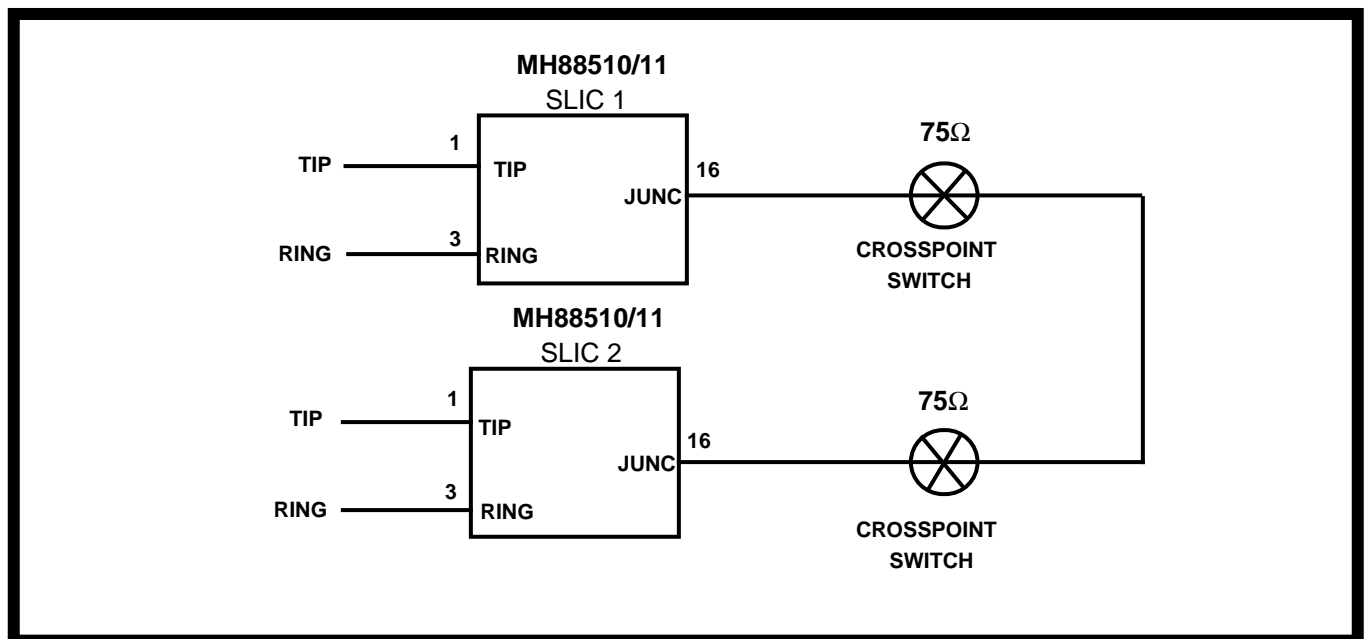 MH88510/11
SLIC 1
75Ω
1
16
TIP
TIP
JUNC
3
RING
RING
CROSSPOINT
SWITCH
MH88510/11
SLIC 2
75Ω
1
TIP
TIP
16
JUNC
3
RING
RING
CROSSPOINT
SWITCH